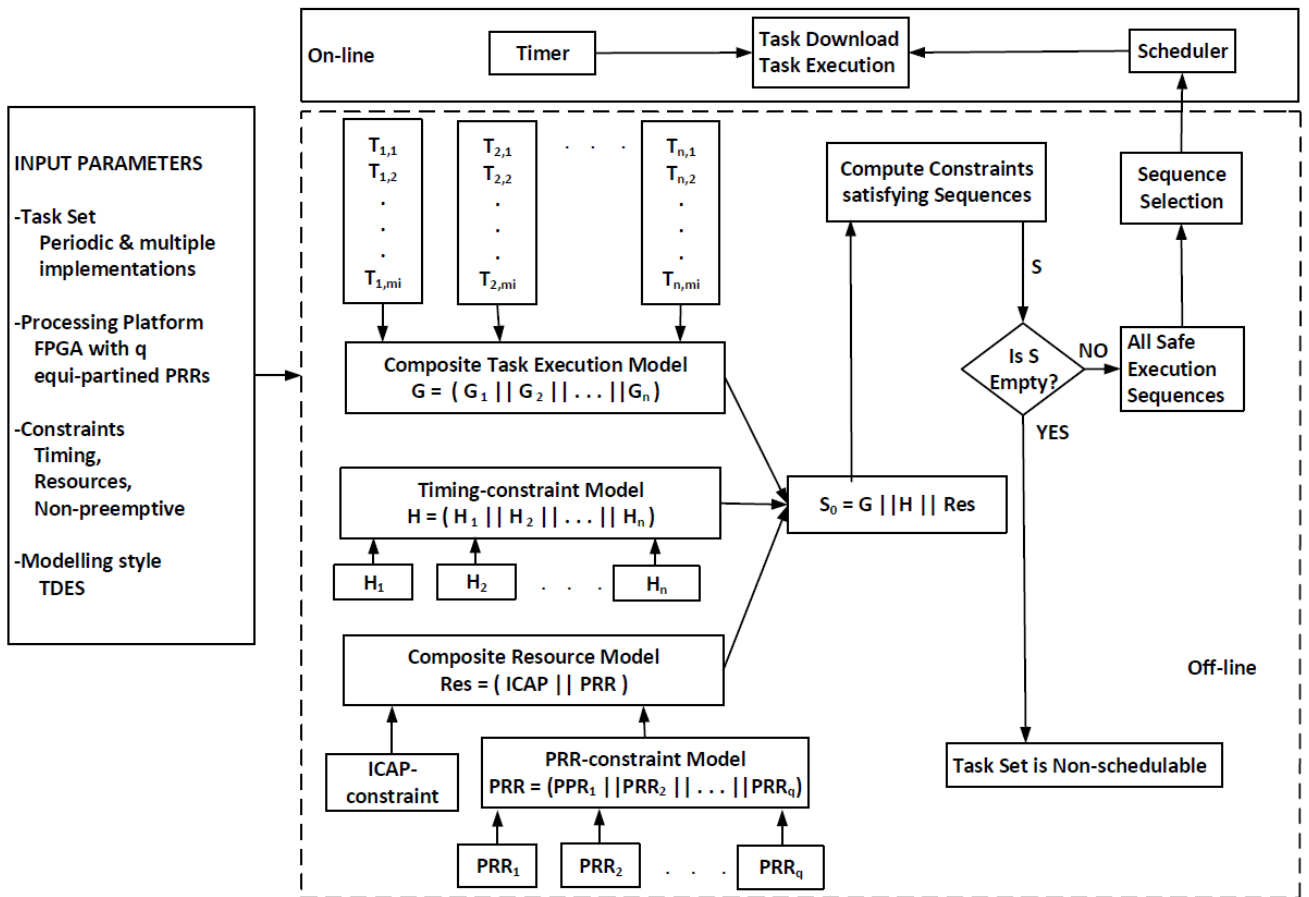 On-line
Timer
Task Download
Task Execution
Scheduler
INPUT PARAMETERS
-Task Set
Periodic & multiple
implementations
-Processing Platform
FPGA with q
equi-partined PRRs
-Constraints
Timing,
Resources,
Non-preemptive
-Modelling style
TDES
T1,1
T1,2
.
.
.
T1,mi
T2,1
T2,2
.
.
.
T2,mi
. . .
Tn,1
Tn,2
.
.
.
Tn,mi
Composite Task Execution Model
G = ( G1 || G2 || . . . ||Gn )
Timing-constraint Model
H = ( H1 || H2 || . . . || Hn )
H1
H2
. . .
Hn
Composite Resource Model
Res = ( ICAP || PRR )
ICAP-
constraint
PRR-constraint Model
PRR = (PPR1 ||PRR2 || . . . ||PRRq)
PRR1
PRR2
. . .
PRRq
S0 = G ||H || Res
Compute Constraints
satisfying Sequences
S
Is S
Empty?
NO
YES
All Safe
Execution
Sequences
Sequence
Selection
Off-line
Task Set is Non-schedulable